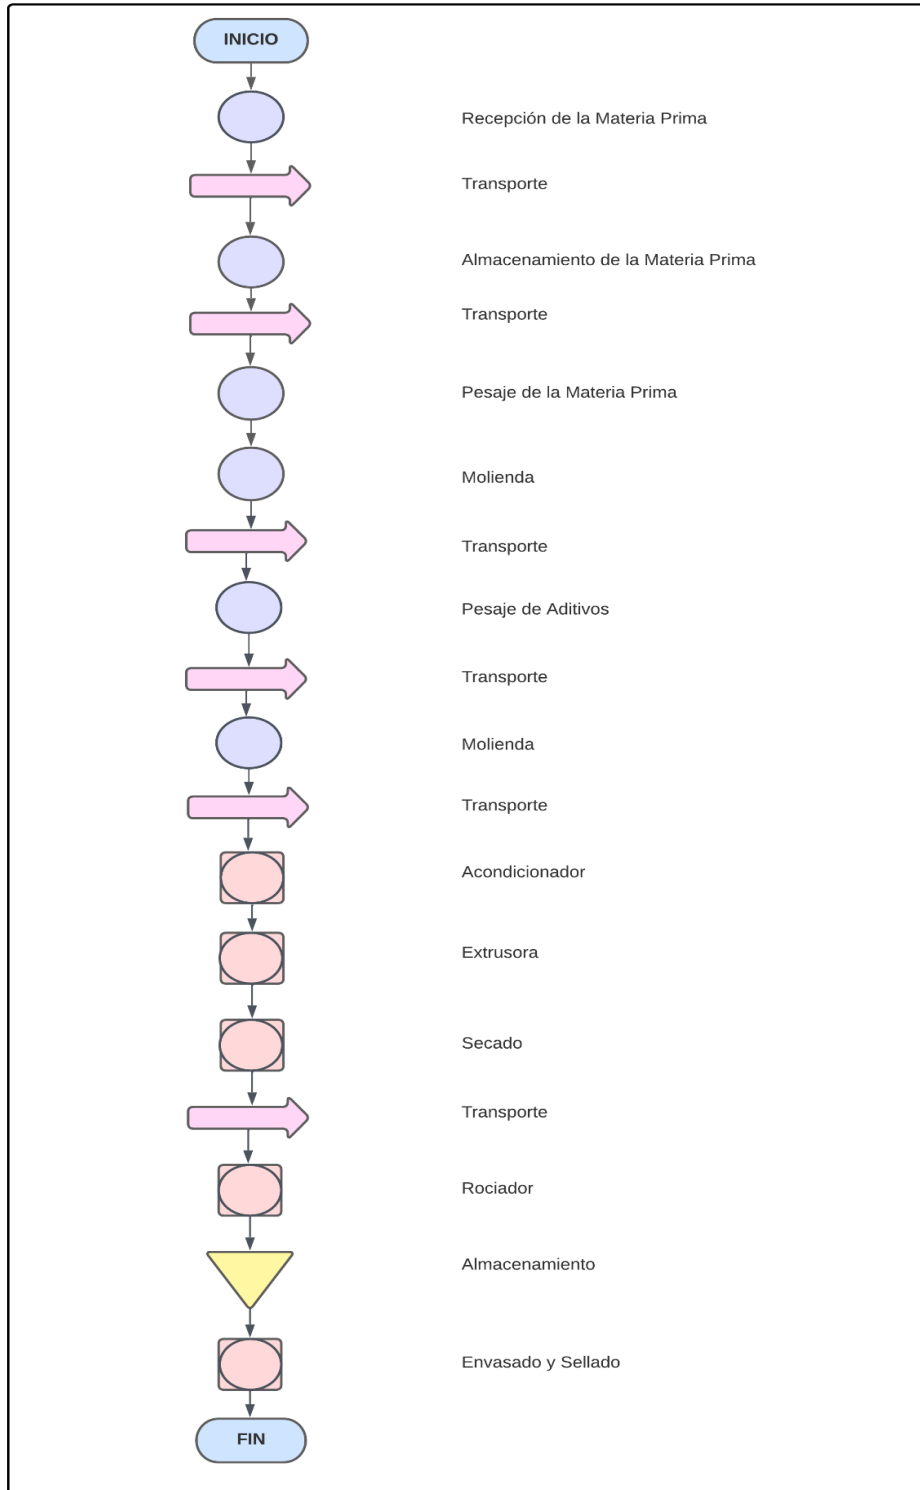 INICIO
Recepción de la Materia Prima
Transporte
Almacenamiento de la Materia Prima
Transporte
Pesaje de la Materia Prima
Molienda
Transporte
Pesaje de Aditivos
Transporte
Molienda
Transporte
Acondicionador
Extrusora
Secado
Transporte
Rociador
Almacenamiento
Envasado y Sellado
FIN